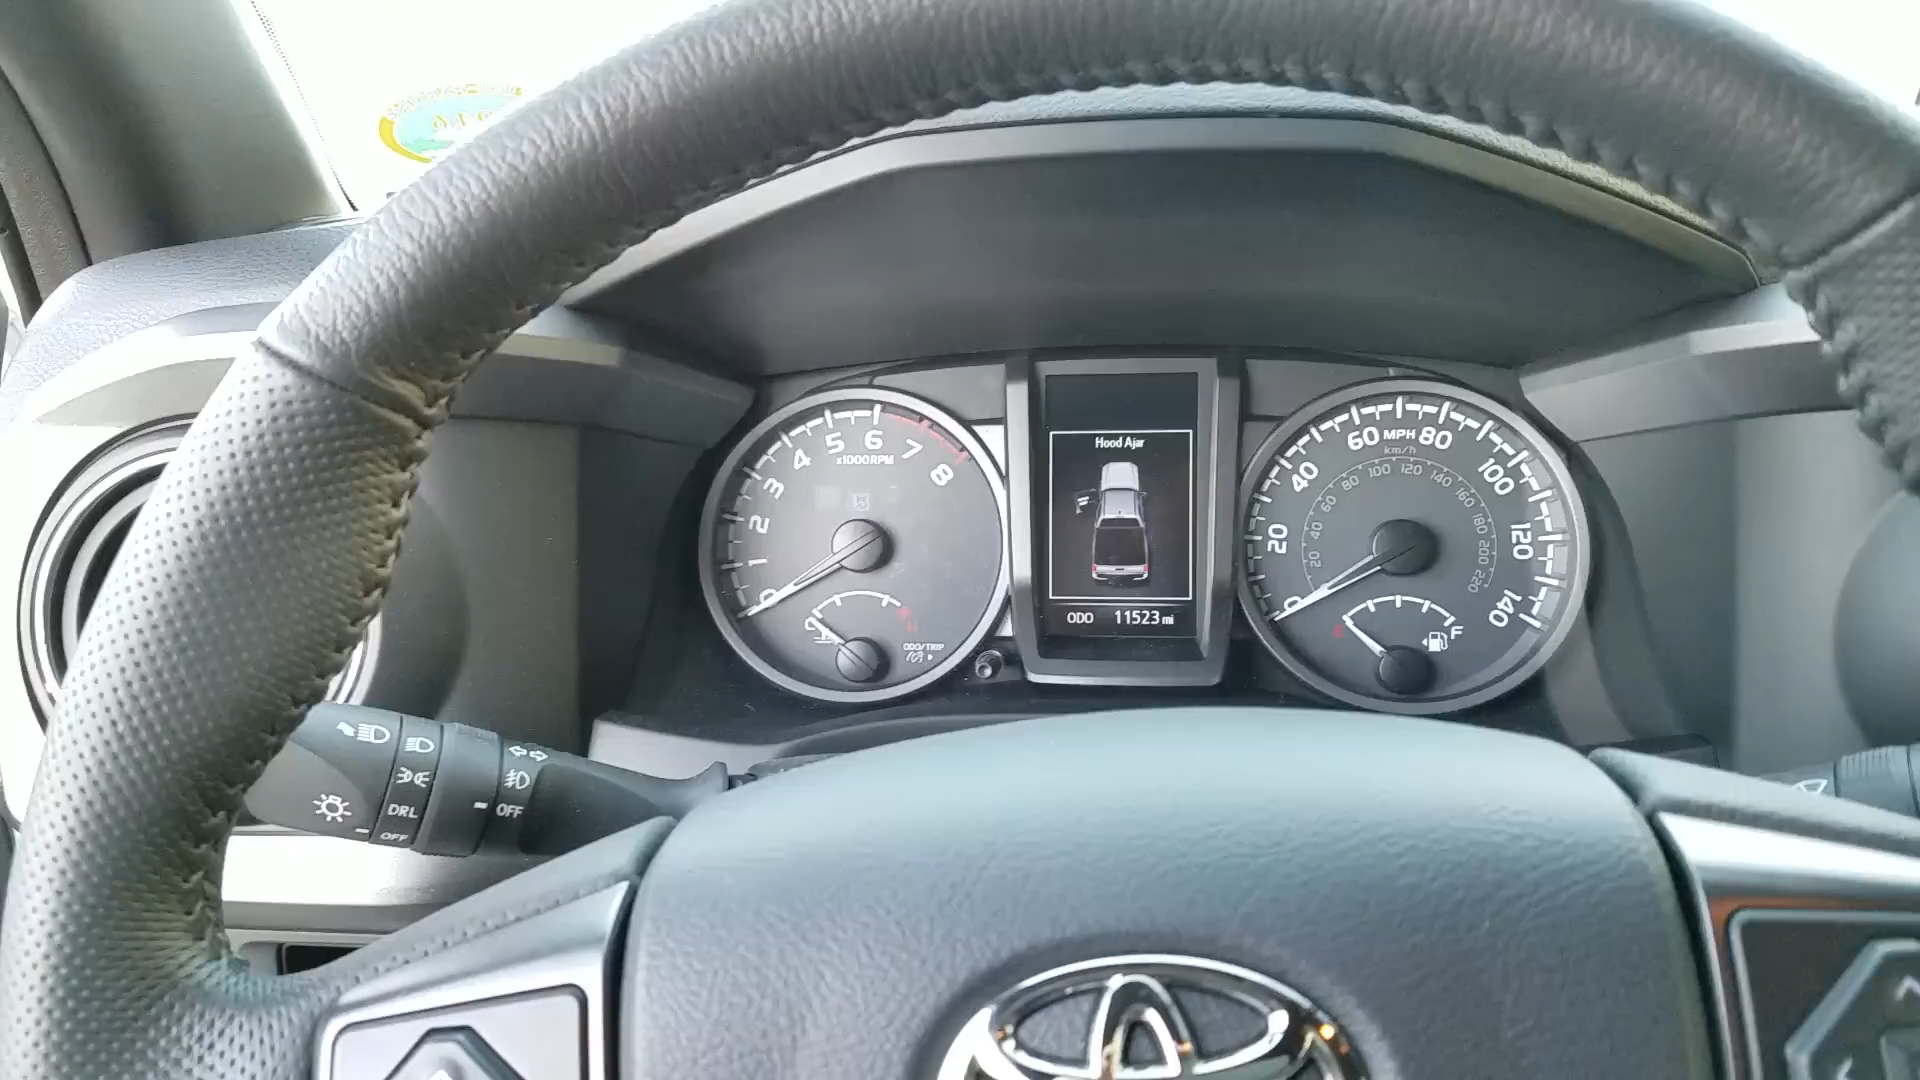 0 1 2 3 4 5 6 7 8
x1000RPM
ODO/TRIP
Hood Ajar
ODO 11523 mi
0 20 40 60 MPH 80 100 120 140
km/h
20 40 60 80 100 120 140 160 180 200 220
E F
DRL
OFF
OFF